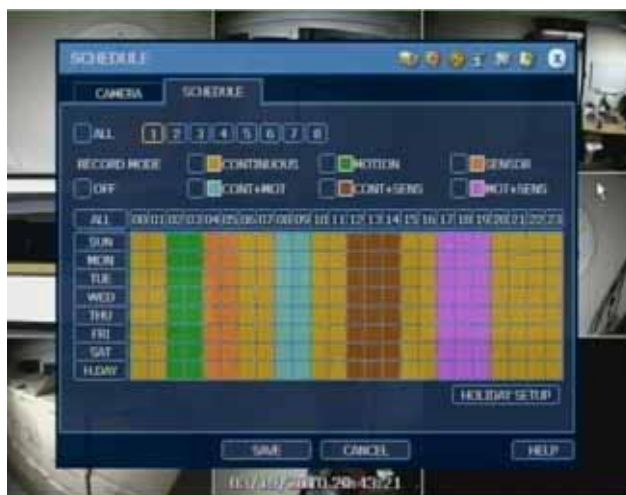 SCHEDULE
CAMERA SCHEDULE
ALL 1 2 3 4 5 6 7 8
RECORD MODE CONTINUOUS MOTION SENSOR
OFF CONT+MOT CONT+SENS MOT+SENS
ALL 00 01 02 03 04 05 06 07 08 09 10 11 12 13 14 15 16 17 18 19 20 21 22 23
SUN
MON
TUE
WED
THU
FRI
SAT
H.DAY
HOLIDAY SETUP
SAVE CANCEL HELP
20:43:21